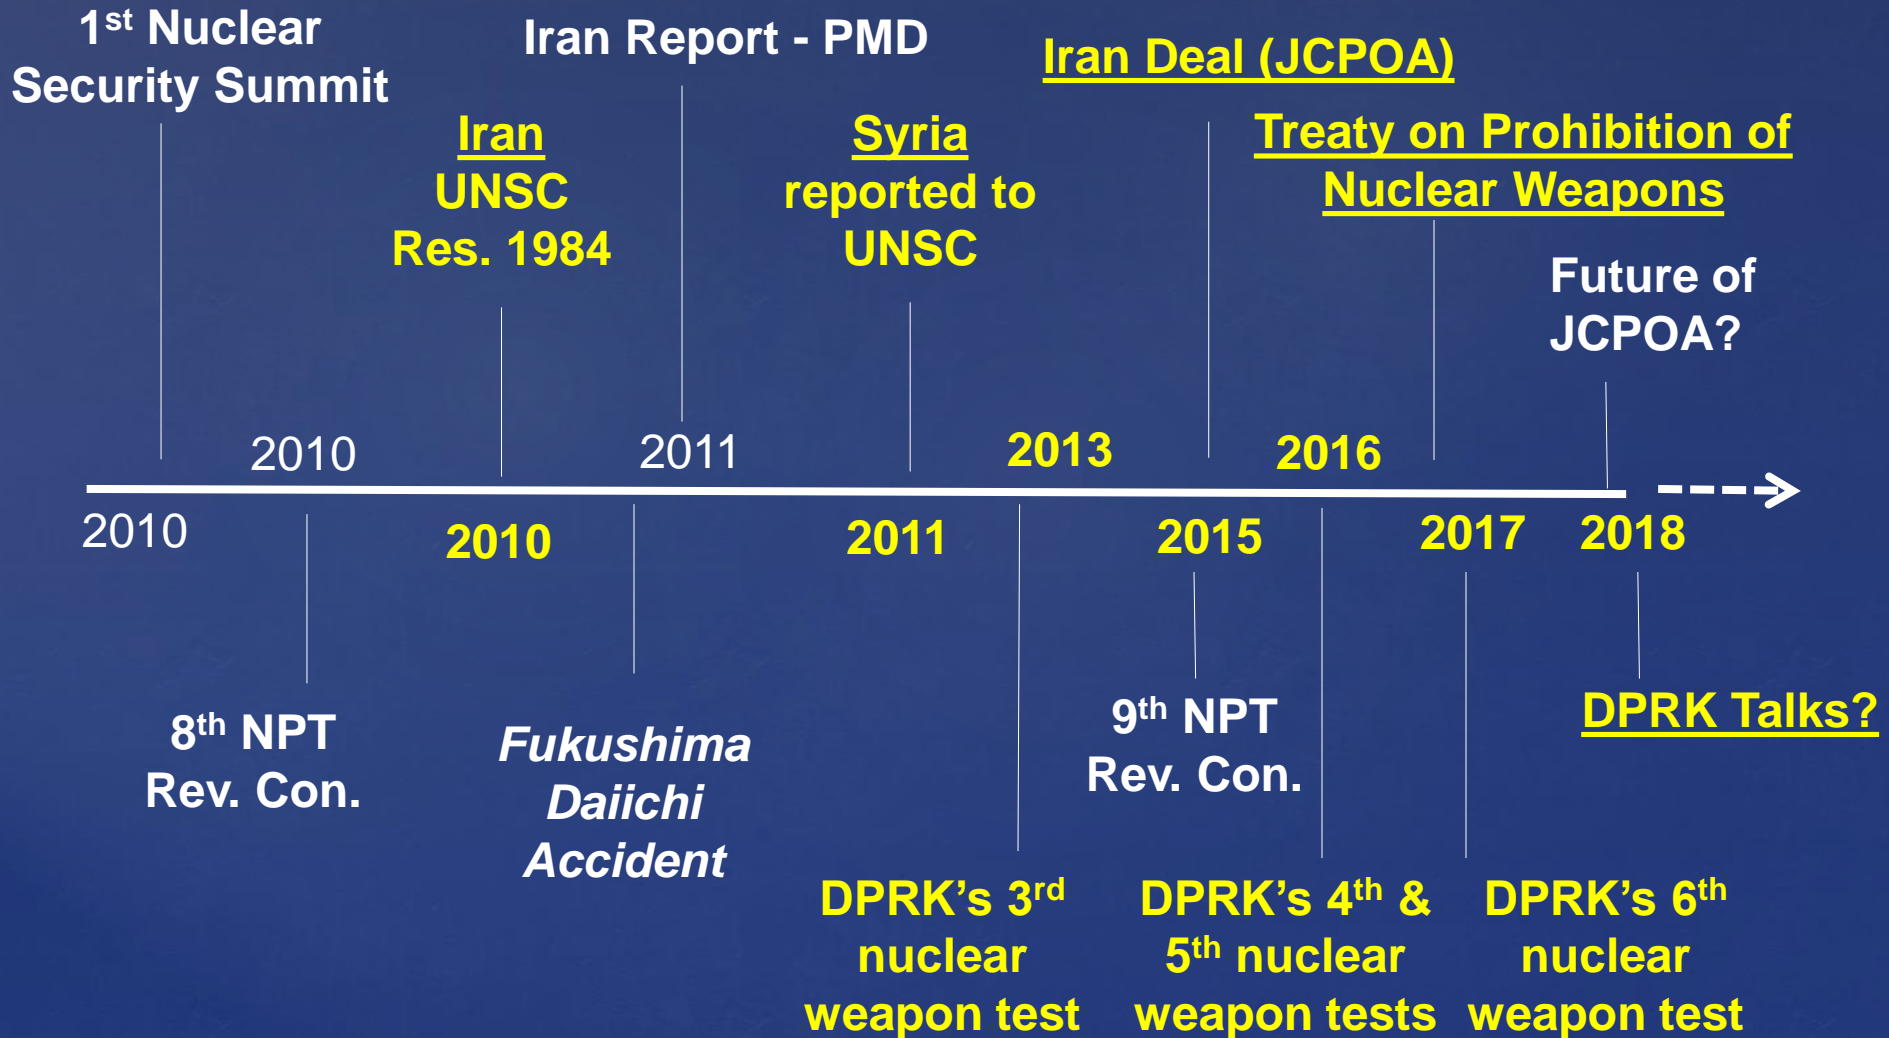 1st Nuclear
Security Summit
Iran Report - PMD
Iran Deal (JCPOA)
Iran
UNSC
Res. 1984
Syria
reported to
UNSC
Treaty on Prohibition of
Nuclear Weapons
Future of
JCPOA?
2010
2011
2013
2016
2010
2010
2011
2015
2017
2018
8th NPT
Rev. Con.
Fukushima
Daiichi
Accident
9th NPT
Rev. Con.
DPRK Talks?
DPRK’s 3rd
nuclear
weapon test
DPRK’s 4th &
5th nuclear
weapon tests
DPRK’s 6th
nuclear
weapon test